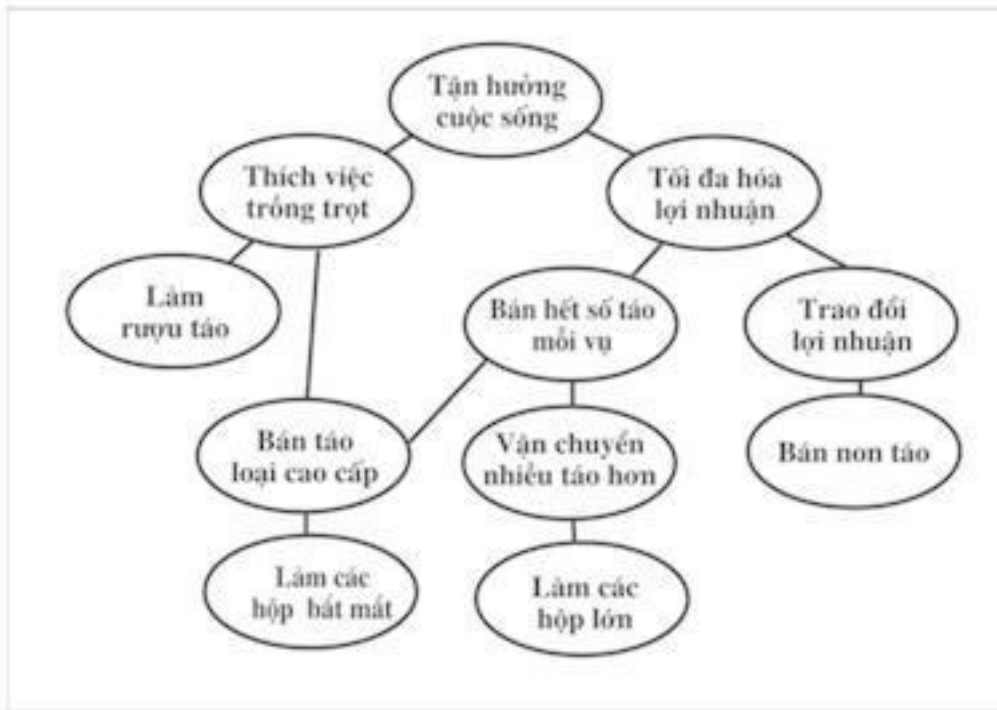 Tận hưởng
cuộc sống
Thích việc
trồng trọt
Tối đa hóa
lợi nhuận
Làm
rượu táo
Bán hết số táo
mỗi vụ
Trao đổi
lợi nhuận
Bán táo
loại cao cấp
Vận chuyển
nhiều táo hơn
Bán non táo
Làm các
hộp bắt mắt
Làm các
hộp lớn